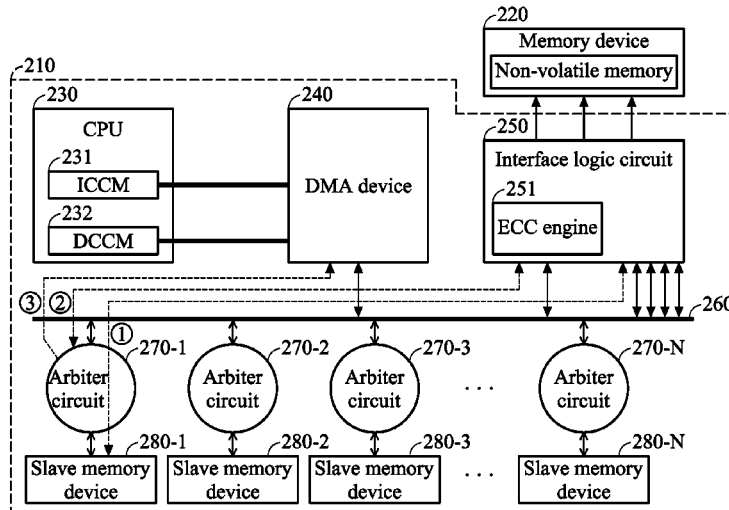 220
Memory device
Non-volatile memory
210
230
CPU
231
ICCM
232
DCCM
240
DMA device
250
Interface logic circuit
251
ECC engine
③
②
①
260
270-1
Arbiter
circuit
270-2
Arbiter
circuit
270-3
Arbiter
circuit
...
270-N
Arbiter
circuit
280-1
Slave memory
device
280-2
Slave memory
device
280-3
Slave memory
device
...
280-N
Slave memory
device